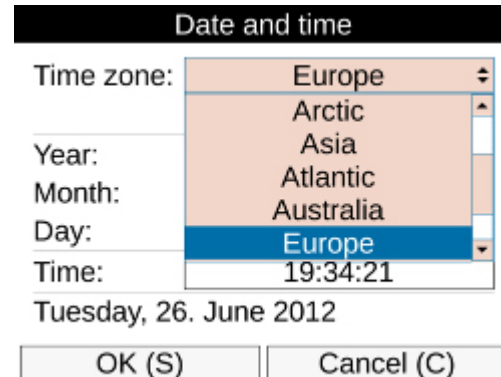 Date and time
Time zone: Europe
Arctic
Asia
Year:
Atlantic
Month:
Australia
Day:
Europe
Time: 19:34:21
Tuesday, 26. June 2012
OK (S) Cancel (C)